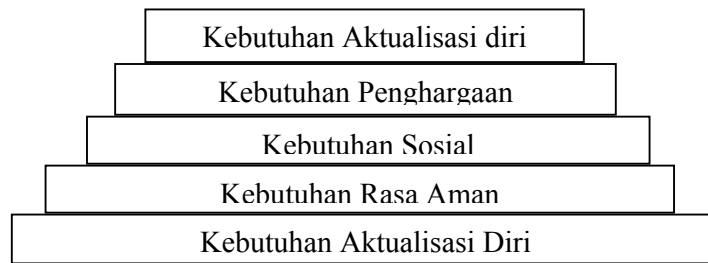 Kebutuhan Aktualisasi diri
Kebutuhan Penghargaan
Kebutuhan Sosial
Kebutuhan Rasa Aman
Kebutuhan Aktualisasi Diri